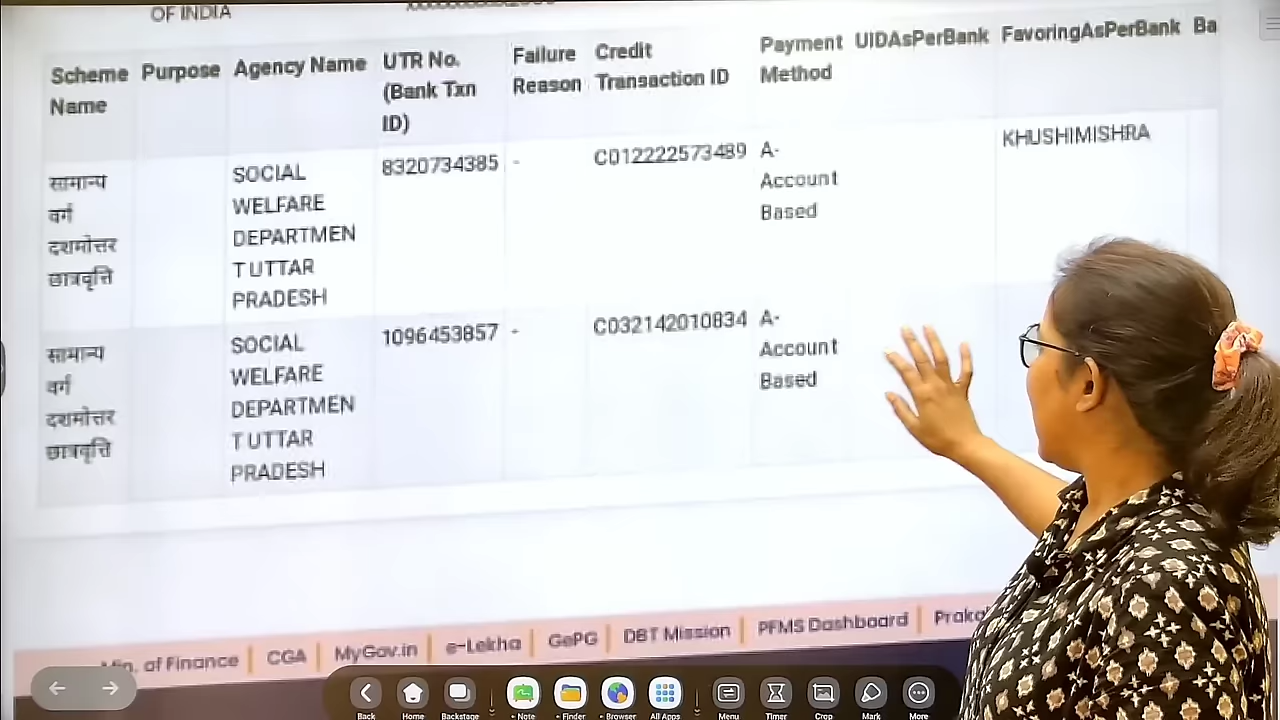 OF INDIA
Scheme Name
Purpose
Agency Name
UTR No. (Bank Txn ID)
Failure Reason
Credit Transaction ID
Payment Method
UIDAsPerBank
FavoringAsPerBank
Ba
सामान्य
वर्ग
दशमोत्तर
छात्रवृत्ति
SOCIAL
WELFARE
DEPARTMEN
T UTTAR
PRADESH
8320734385
-
C012222573489
A-
Account
Based
KHUSHIMISHRA
सामान्य
वर्ग
दशमोत्तर
छात्रवृत्ति
SOCIAL
WELFARE
DEPARTMEN
T UTTAR
PRADESH
1096453857
-
C032142010834
A-
Account
Based
Min. of Finance | CGA | MyGov.in | e-Lekha | GePG | DBT Mission | PFMS Dashboard |
Back Home Backstage Note Finder Browser All Apps Menu Timer Crop Mark More